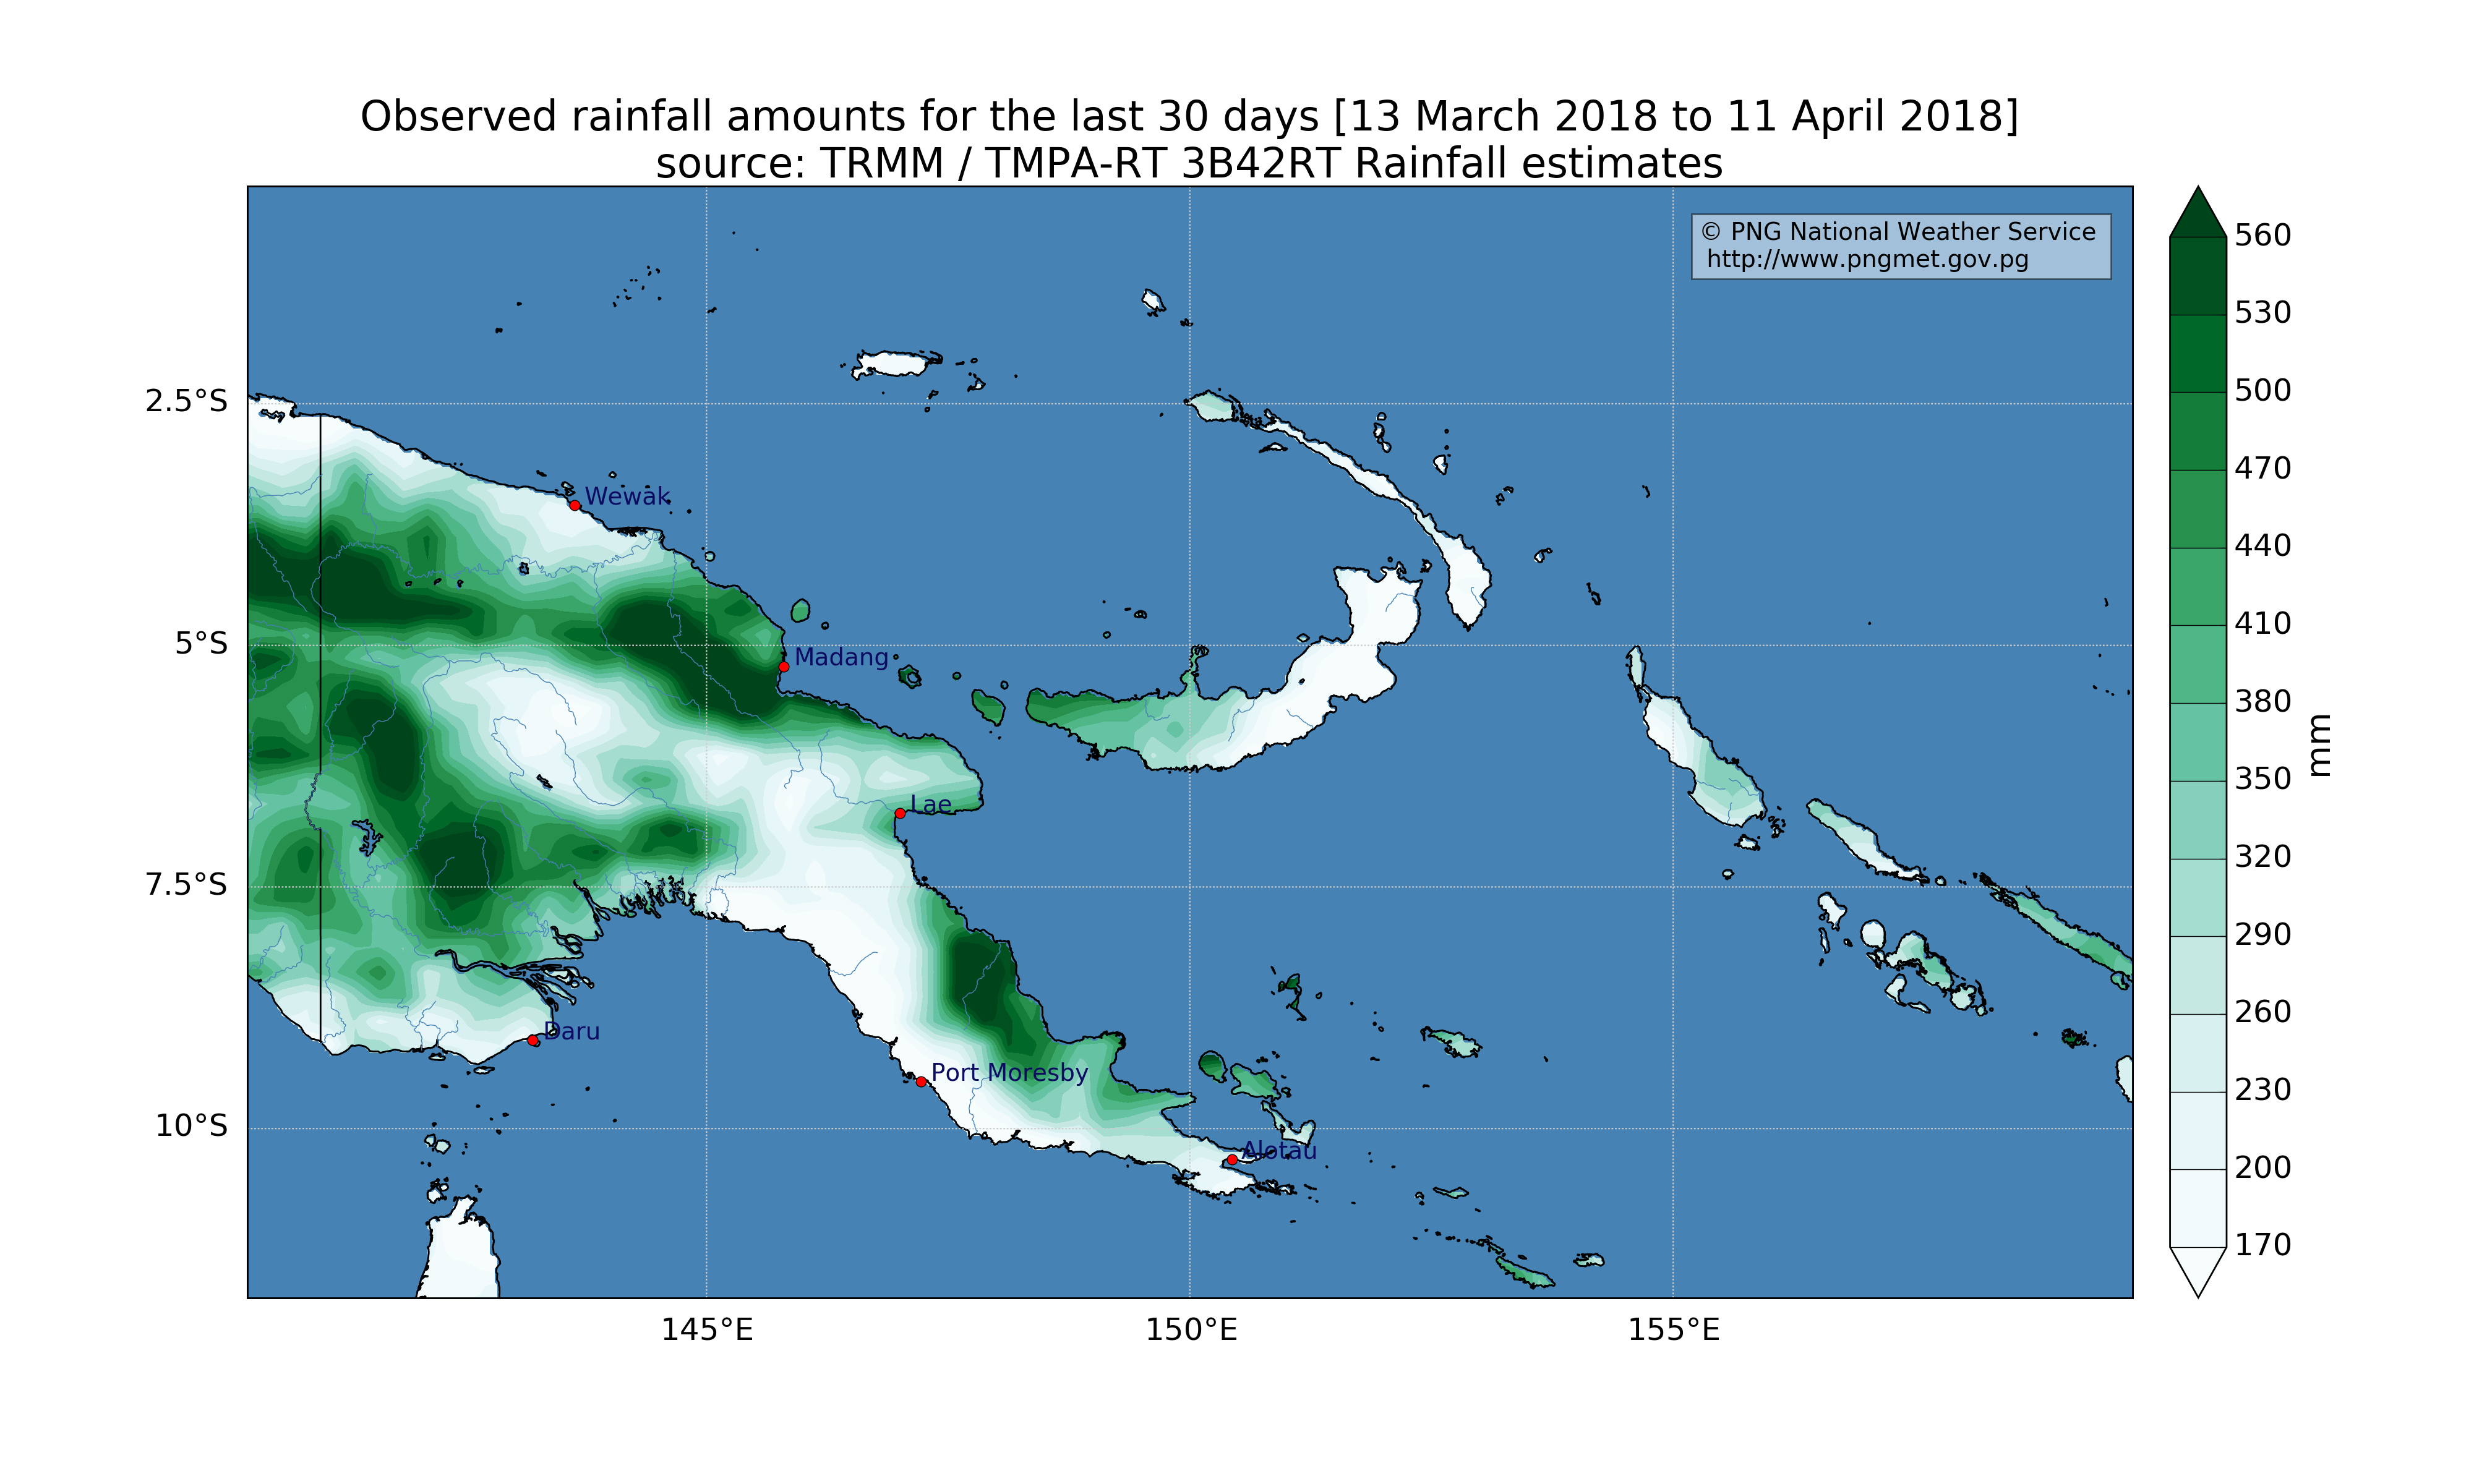 Observed rainfall amounts for the last 30 days [13 March 2018 to 11 April 2018]
source: TRMM / TMPA-RT 3B42RT Rainfall estimates
© PNG National Weather Service
http://www.pngmet.gov.pg
2.5°S
5°S
7.5°S
10°S
145°E
150°E
155°E
Wewak
Madang
Lae
Daru
Port Moresby
Alotau
560
530
500
470
440
410
380
350
320
290
260
230
200
170
mm